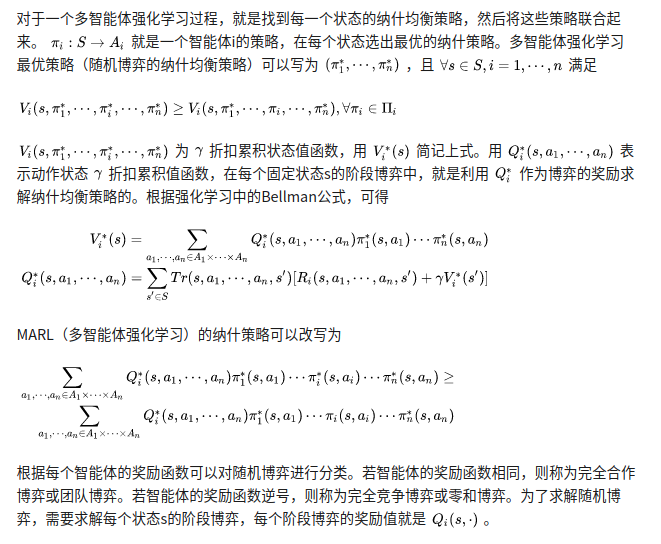 对于一个多智能体强化学习过程，就是找到每一个状态的纳什均衡策略，然后将这些策略联合起
来。 $\pi_i : S \to A_i$ 就是一个智能体i的策略，在每个状态选出最优的纳什策略。多智能体强化学习
最优策略（随机博弈的纳什均衡策略）可以写为 $(\pi_1^*, \cdots, \pi_n^*)$ ，且 $\forall s \in S, i = 1, \cdots, n$ 满足
$V_i(s, \pi_1^*, \cdots, \pi_i^*, \cdots, \pi_n^*) \ge V_i(s, \pi_1^*, \cdots, \pi_i, \cdots, \pi_n^*), \forall \pi_i \in \Pi_i$
$V_i(s, \pi_1^*, \cdots, \pi_i^*, \cdots, \pi_n^*)$ 为 $\gamma$ 折扣累积状态值函数，用 $V_i^*(s)$ 简记上式。用 $Q_i^*(s, a_1, \cdots, a_n)$ 表
示动作状态 $\gamma$ 折扣累积值函数，在每个固定状态s的阶段博弈中，就是利用 $Q_i^*$ 作为博弈的奖励求
解纳什均衡策略的。根据强化学习中的Bellman公式，可得
$V_i^*(s) = \sum_{a_1, \cdots, a_n \in A_1 \times \cdots \times A_n} Q_i^*(s, a_1, \cdots, a_n) \pi_1^*(s, a_1) \cdots \pi_n^*(s, a_n)$
$Q_i^*(s, a_1, \cdots, a_n) = \sum_{s' \in S} Tr(s, a_1, \cdots, a_n, s')[R_i(s, a_1, \cdots, a_n, s') + \gamma V_i^*(s')]$
MARL（多智能体强化学习）的纳什策略可以改写为
$\sum_{a_1, \cdots, a_n \in A_1 \times \cdots \times A_n} Q_i^*(s, a_1, \cdots, a_n) \pi_1^*(s, a_1) \cdots \pi_i^*(s, a_i) \cdots \pi_n^*(s, a_n) \ge$
$\sum_{a_1, \cdots, a_n \in A_1 \times \cdots \times A_n} Q_i^*(s, a_1, \cdots, a_n) \pi_1^*(s, a_1) \cdots \pi_i(s, a_i) \cdots \pi_n^*(s, a_n)$
根据每个智能体的奖励函数可以对随机博弈进行分类。若智能体的奖励函数相同，则称为完全合作
博弈或团队博弈。若智能体的奖励函数逆号，则称为完全竞争博弈或零和博弈。为了求解随机博
弈，需要求解每个状态s的阶段博弈，每个阶段博弈的奖励值就是 $Q_i(s, \cdot)$ 。